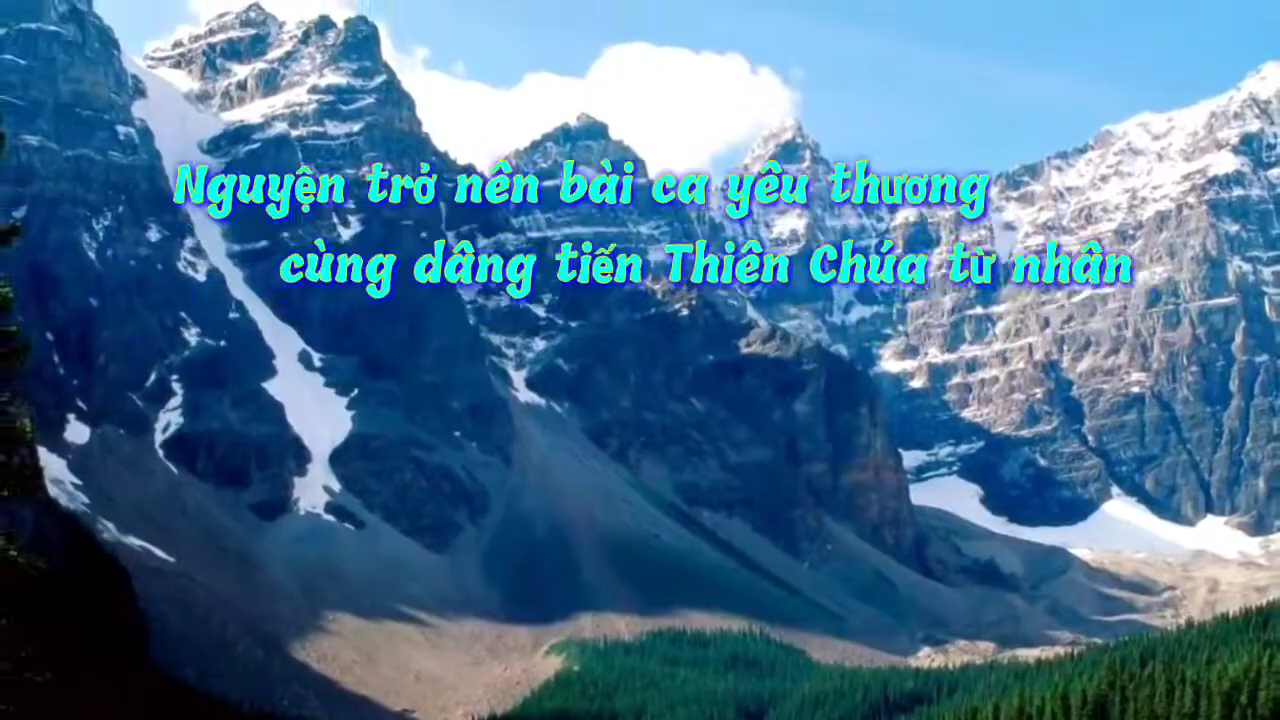 Nguyện trở nên bài ca yêu thương
cùng dâng tiến Thiên Chúa từ nhân